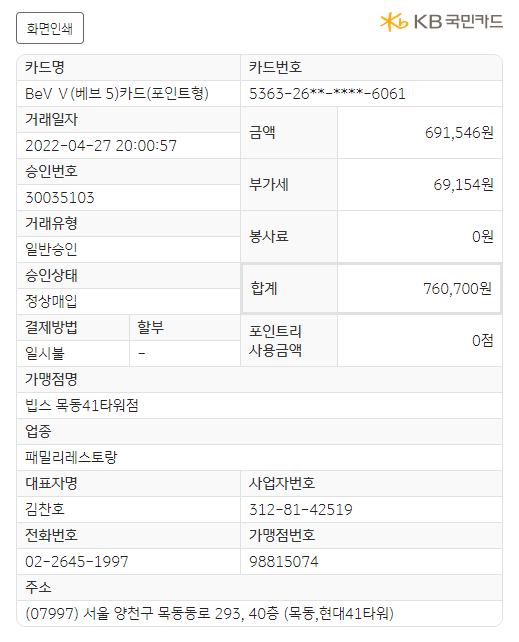 화면인쇄
KB국민카드
카드명 카드번호
BeV Ⅴ(베브 5)카드(포인트형) 5363-26**-****-6061
거래일자
2022-04-27 20:00:57
금액 691,546원
승인번호
30035103
부가세 69,154원
거래유형
일반승인
봉사료 0원
승인상태
정상매입
합계 760,700원
결제방법 할부
일시불 -
포인트리
사용금액
0점
가맹점명
빕스 목동41타워점
업종
패밀리레스토랑
대표자명 사업자번호
김찬호 312-81-42519
전화번호 가맹점번호
02-2645-1997 98815074
주소
(07997) 서울 양천구 목동동로 293, 40층 (목동,현대41타워)